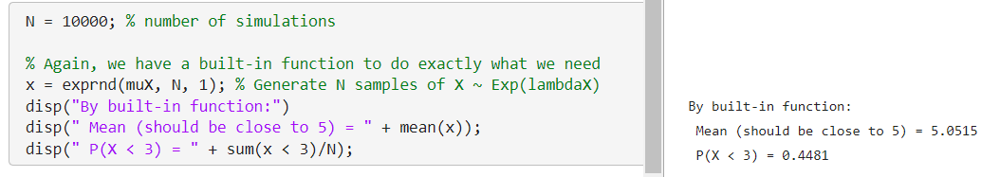 N = 10000; % number of simulations
% Again, we have a built-in function to do exactly what we need
x = exprnd(muX, N, 1); % Generate N samples of X ~ Exp(lambdaX)
disp("By built-in function:")
disp(" Mean (should be close to 5) = " + mean(x));
disp(" P(X < 3) = " + sum(x < 3)/N);
By built-in function:
Mean (should be close to 5) = 5.0515
P(X < 3) = 0.4481